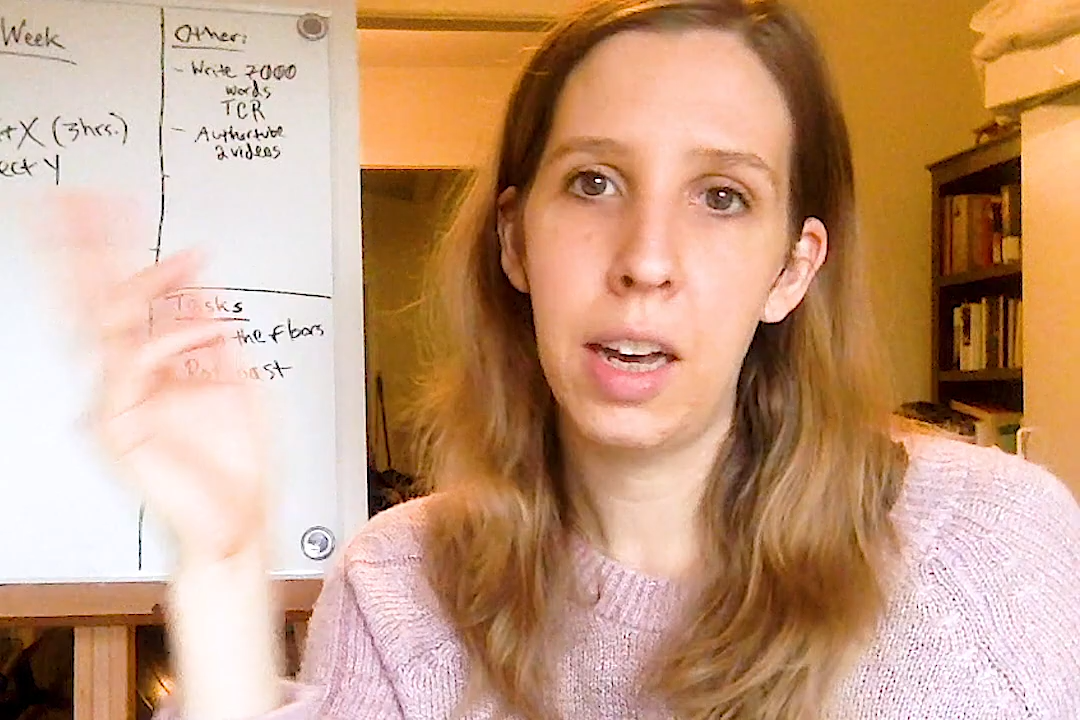 Week
X (3hrs.)
ect Y
Other:
- Write 7000
words
TCR
- Authortube
2 videos
Tasks
the floors